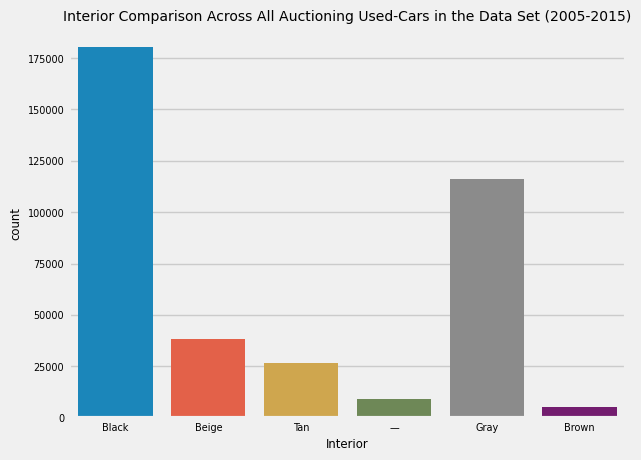 Interior Comparison Across All Auctioning Used-Cars in the Data Set (2005-2015)
175000
150000
125000
100000
75000
50000
25000
0
count
Black Beige Tan — Gray Brown
Interior